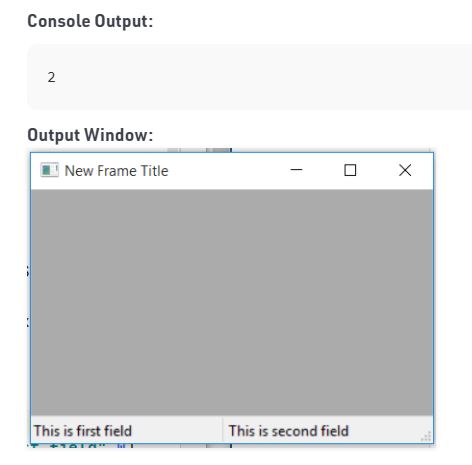 Console Output:
2
Output Window:
New Frame Title
This is first field
This is second field